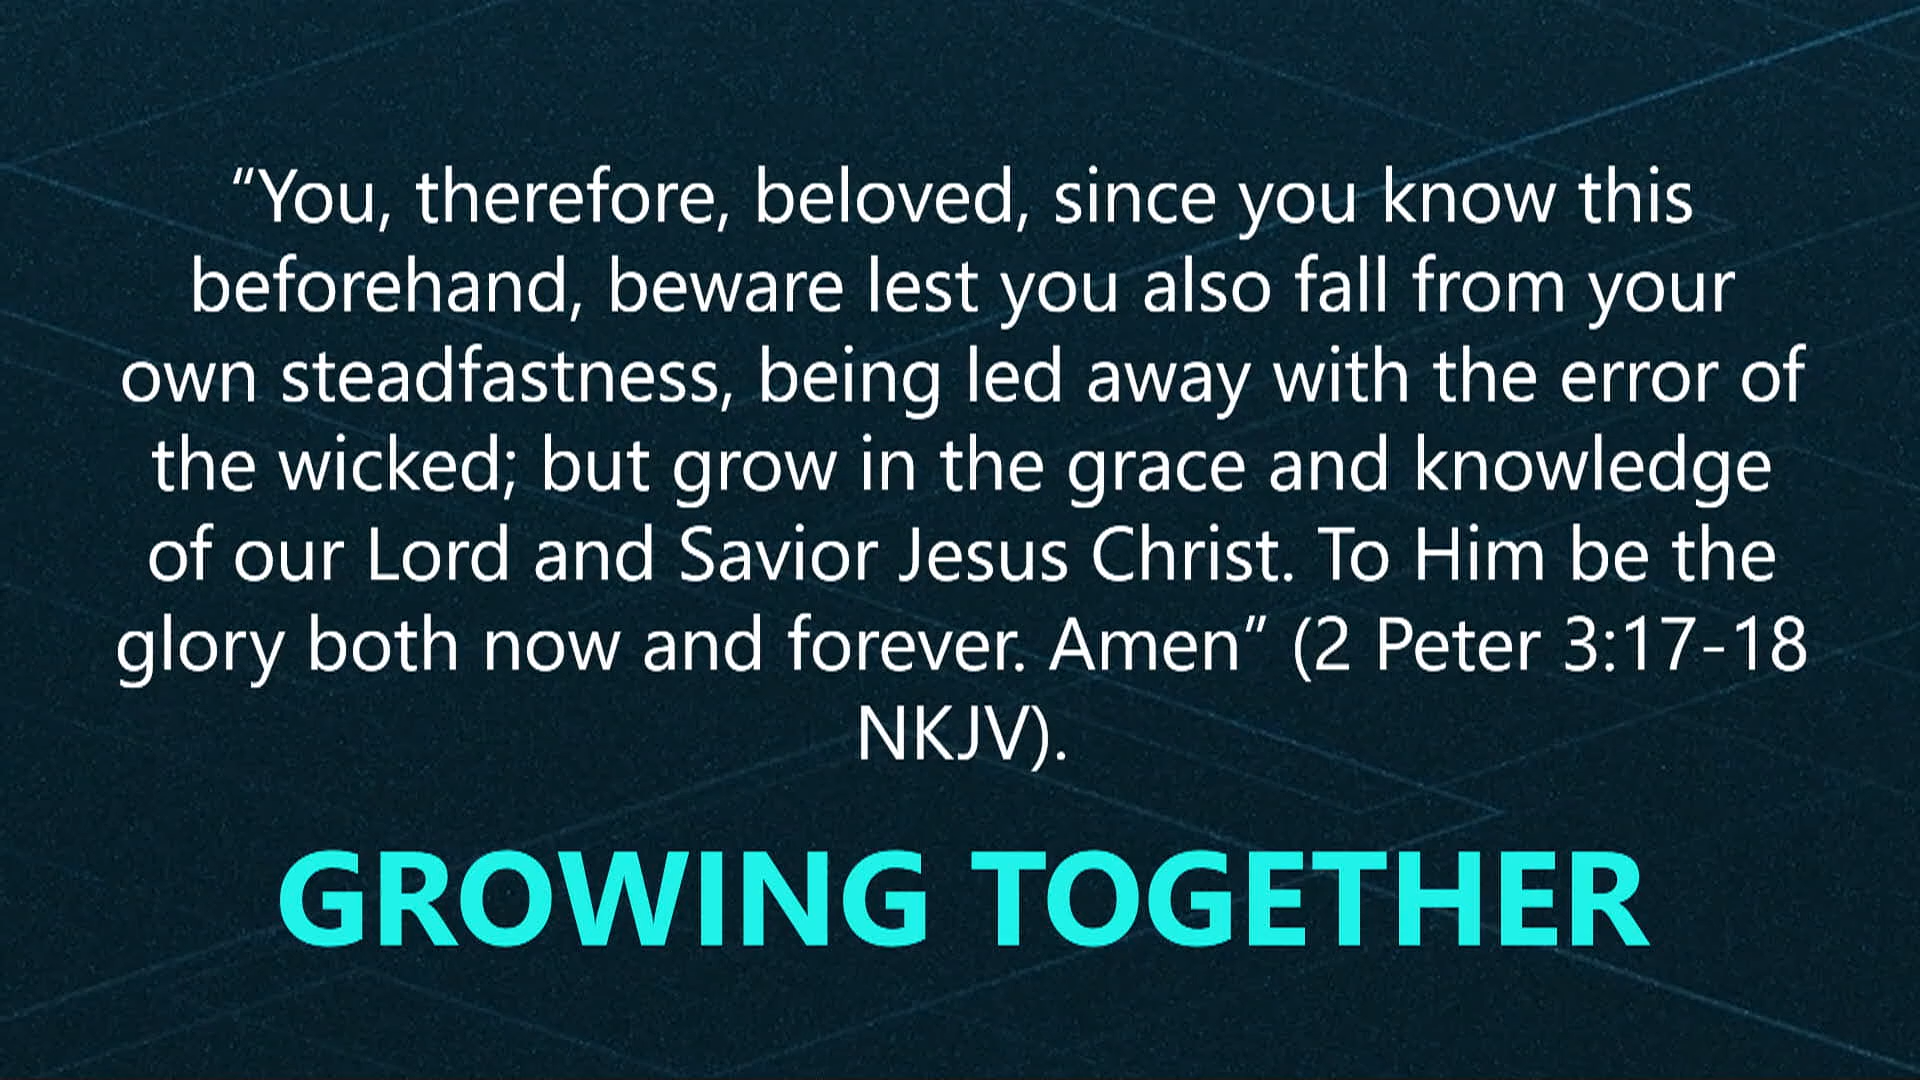 “You, therefore, beloved, since you know this
beforehand, beware lest you also fall from your
own steadfastness, being led away with the error of
the wicked; but grow in the grace and knowledge
of our Lord and Savior Jesus Christ. To Him be the
glory both now and forever. Amen” (2 Peter 3:17-18
NKJV).
GROWING TOGETHER